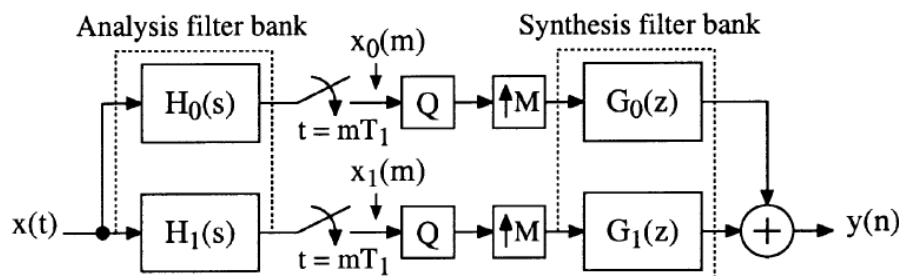 Analysis filter bank
Synthesis filter bank
x₀(m)
H₀(s)
t = mT₁
Q
↑M
G₀(z)
x₁(m)
x(t)
H₁(s)
t = mT₁
Q
↑M
G₁(z)
+
y(n)